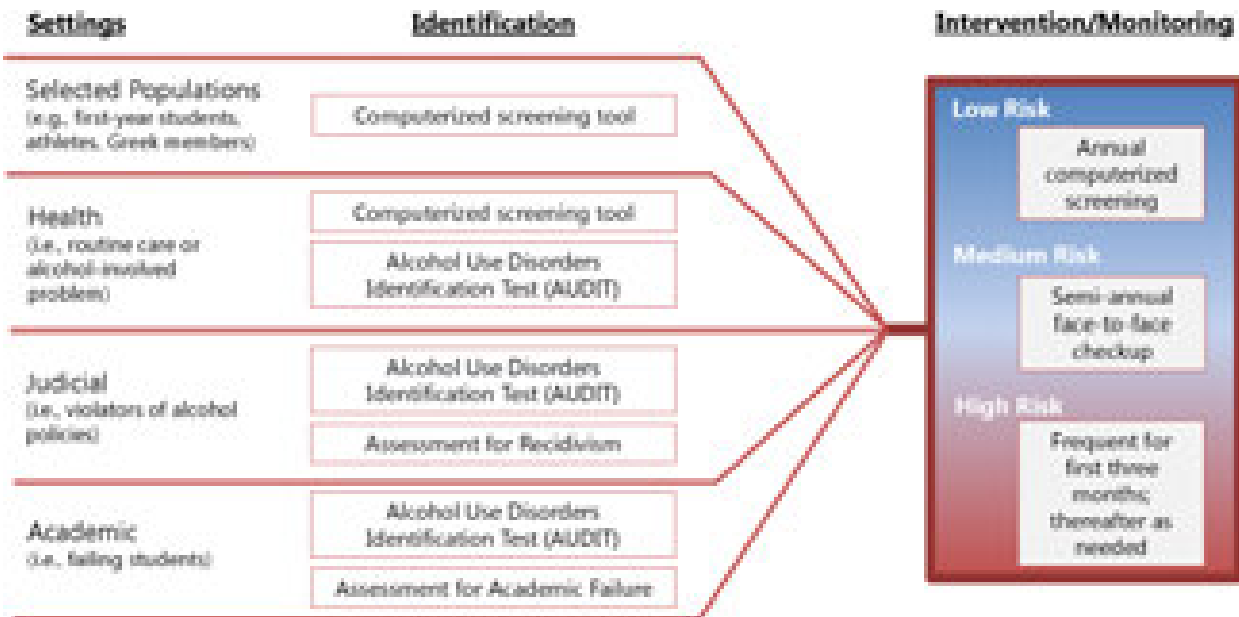 Settings
Identification
Intervention/Monitoring
Selected Populations
(e.g., first-year students,
athletes, Greek members)
Computerized screening tool
Health
(i.e., routine care or
alcohol-involved
problem)
Computerized screening tool
Alcohol Use Disorders
Identification Test (AUDIT)
Judicial
(i.e., violators of alcohol
policies)
Alcohol Use Disorders
Identification Test (AUDIT)
Assessment for Recidivism
Academic
(i.e., failing students)
Alcohol Use Disorders
Identification Test (AUDIT)
Assessment for Academic Failure
Low Risk
Annual
computerized
screening
Medium Risk
Semi-annual
face-to-face
checkup
High Risk
Frequent for
first three
months;
thereafter as
needed